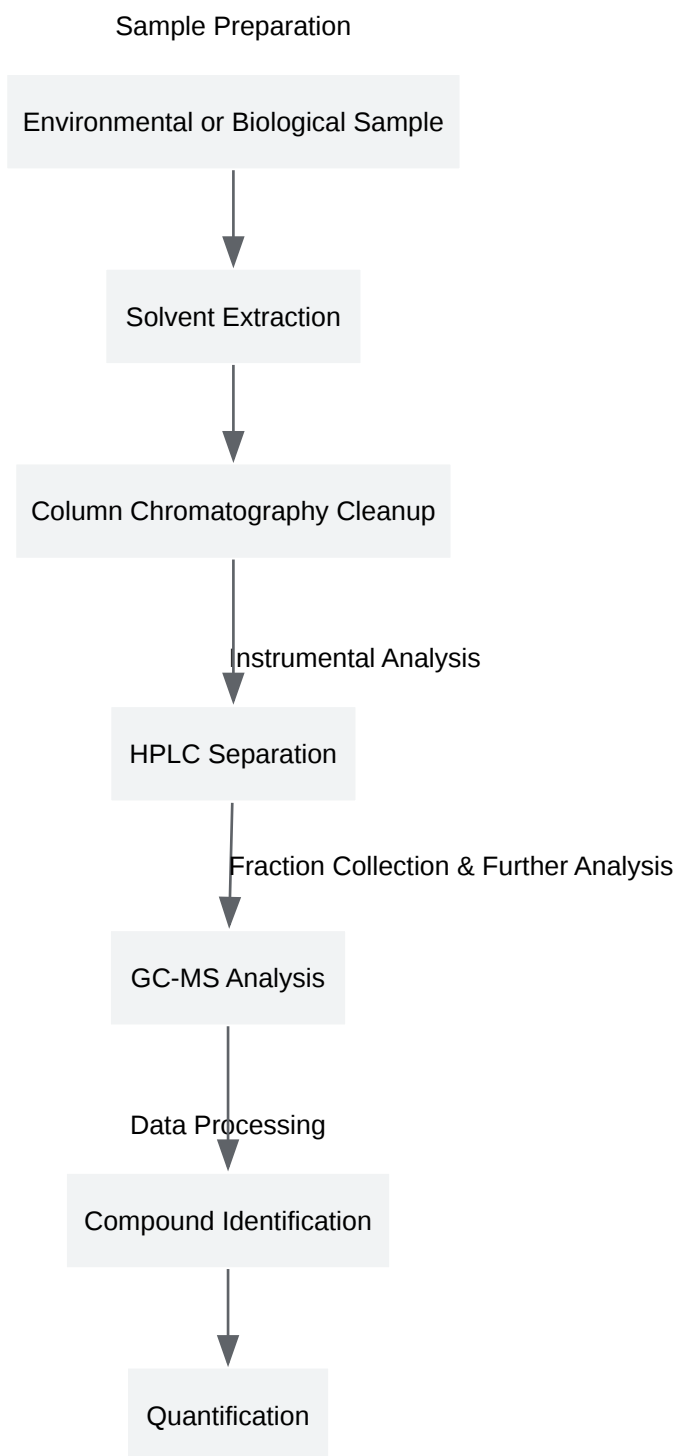 Sample Preparation
Environmental or Biological Sample
Solvent Extraction
Column Chromatography Cleanup
Instrumental Analysis
HPLC Separation
Fraction Collection & Further Analysis
GC-MS Analysis
Data Processing
Compound Identification
Quantification